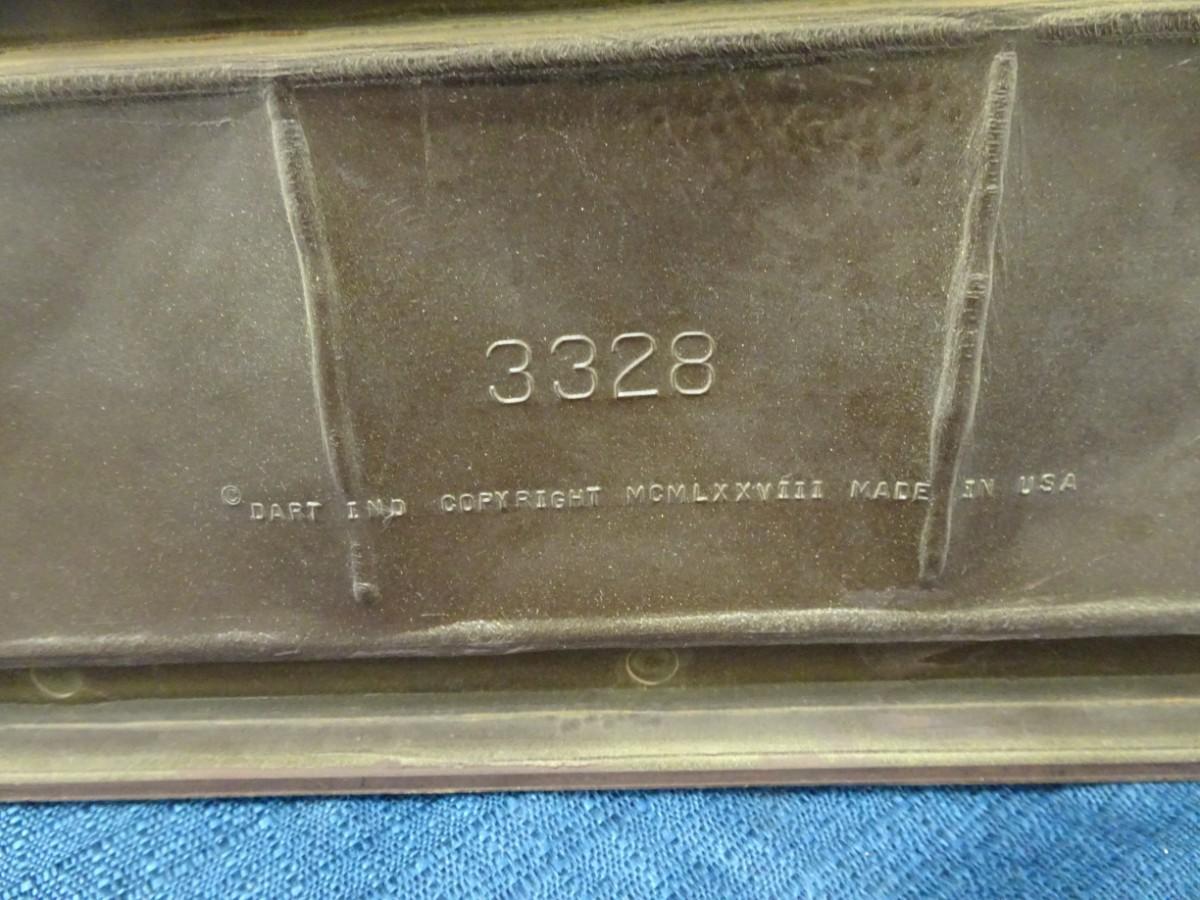 3328
© DART IND COPYRIGHT MCMLXXVIII MADE IN USA